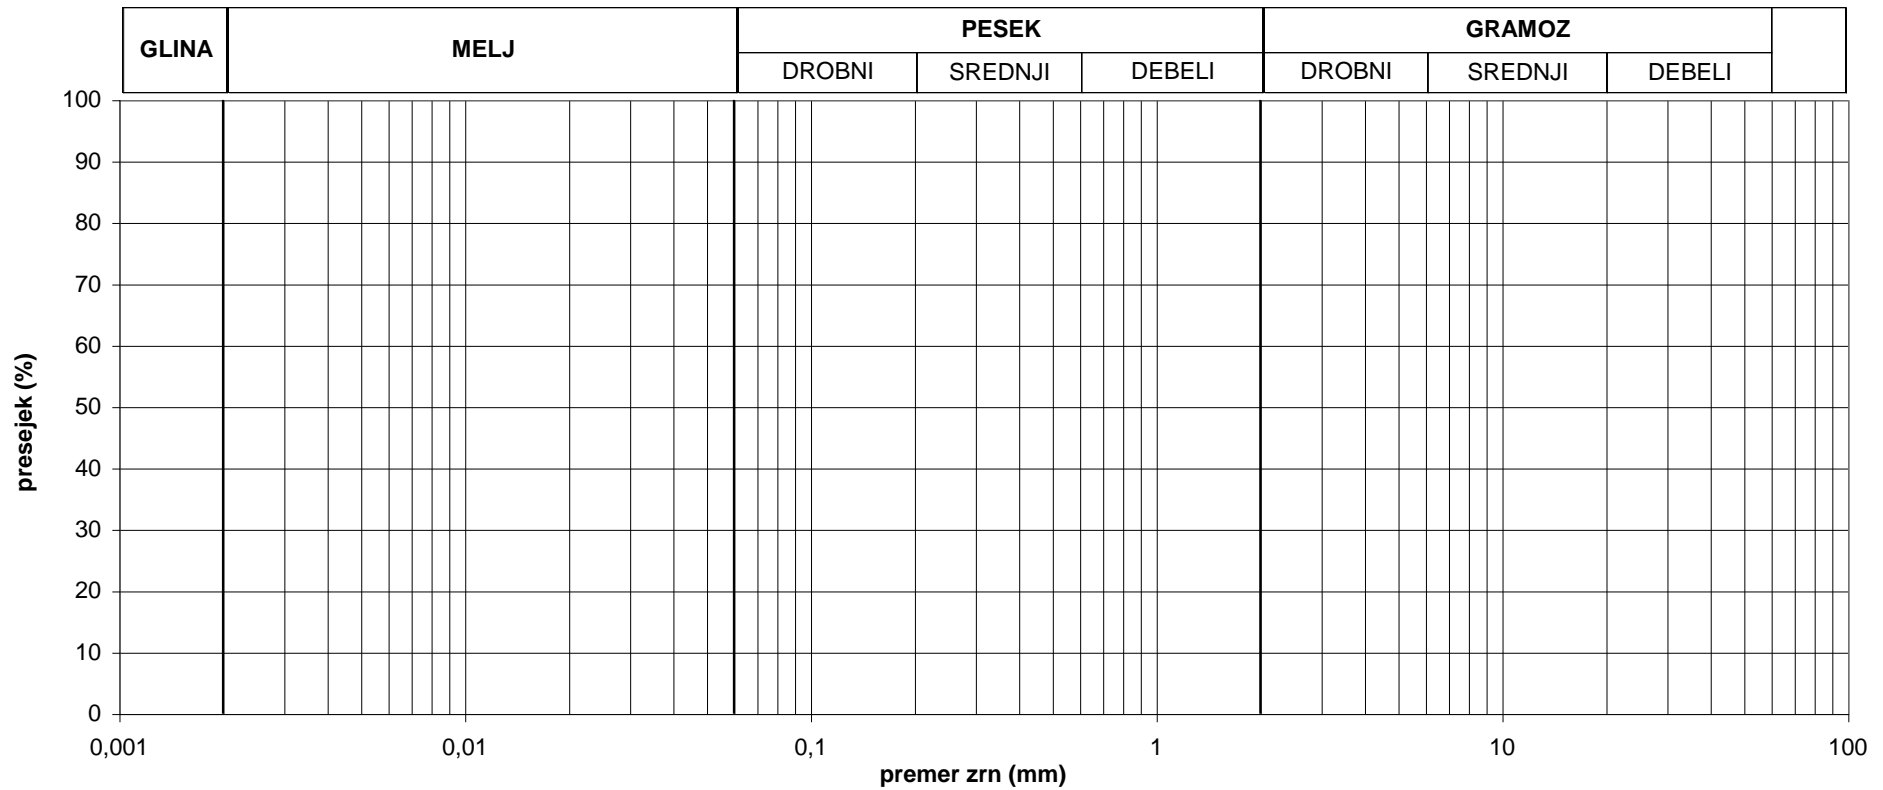 GLINA MELJ PESEK GRAMOZ
DROBNI SREDNJI DEBELI DROBNI SREDNJI DEBELI
100
90
80
70
60
50
40
30
20
10
0
presejek (%)
0,001 0,01 0,1 1 10 100
premer zrn (mm)